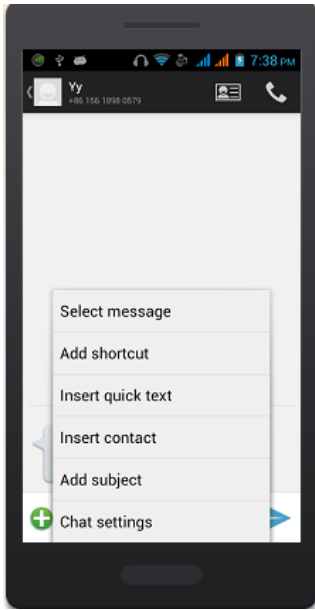 7:38 PM
Yy
+86 156 1898 0579
Select message
Add shortcut
Insert quick text
Insert contact
Add subject
Chat settings